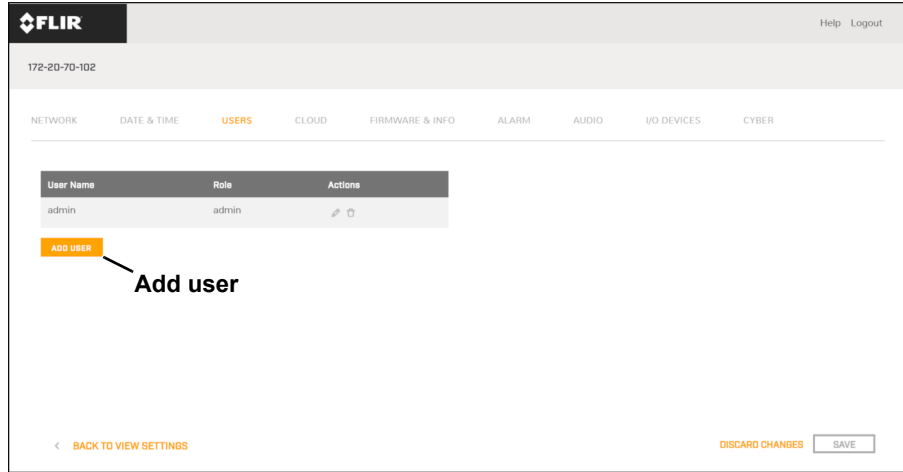 FLIR
Help Logout
172-20-70-102
NETWORK DATE & TIME USERS CLOUD FIRMWARE & INFO ALARM AUDIO I/O DEVICES CYBER
User Name Role Actions
admin admin
ADD USER
Add user
< BACK TO VIEW SETTINGS DISCARD CHANGES SAVE